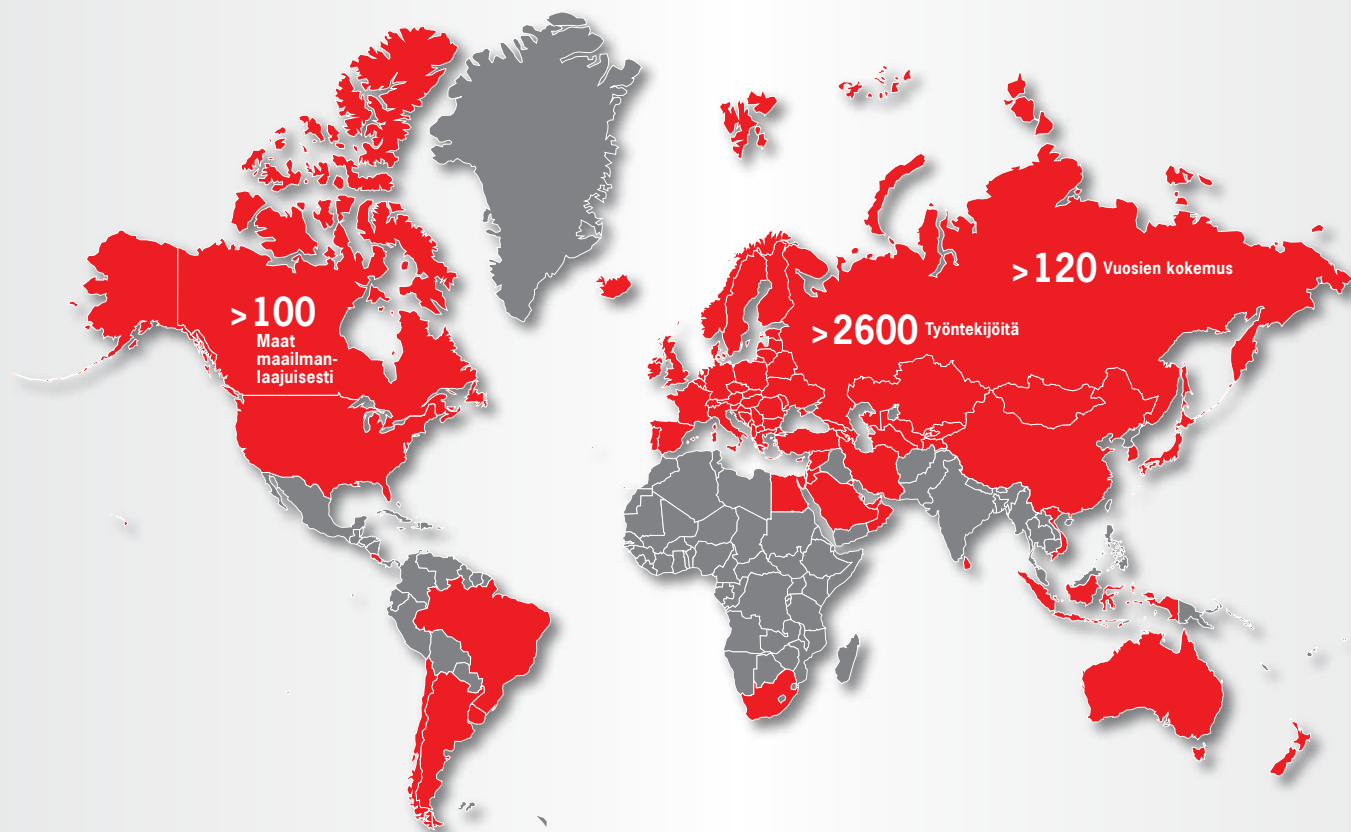 > 100
Maat
maailman-
laajuisesti
> 120 Vuosien kokemus
> 2600 Työntekijöitä